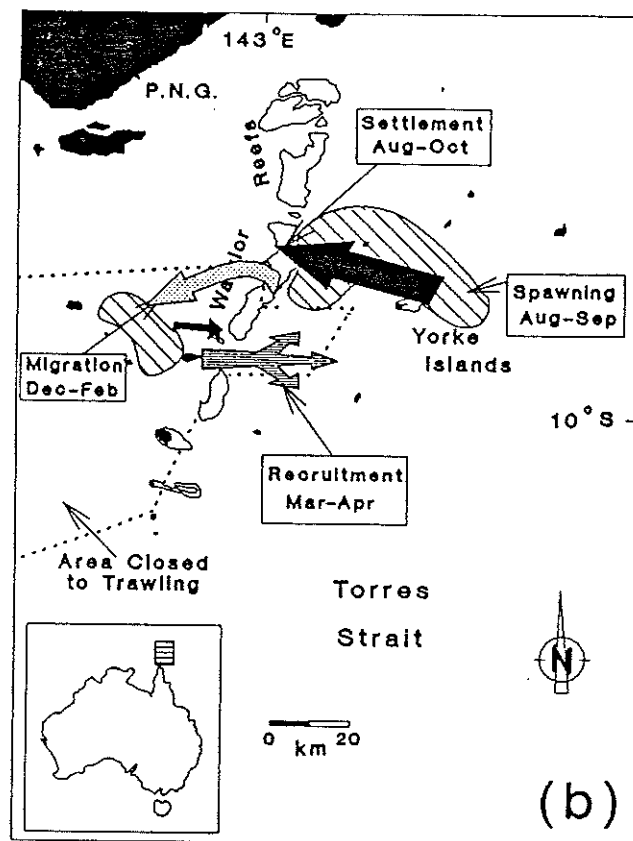 143°E
P.N.G.
Warrior Reefs
Settlement
Aug-Oct
Spawning
Aug-Sep
Yorke
Islands
Migration
Dec-Feb
10°S
Recruitment
Mar-Apr
Area Closed
to Trawling
Torres
Strait
N
0 20
km
(b)